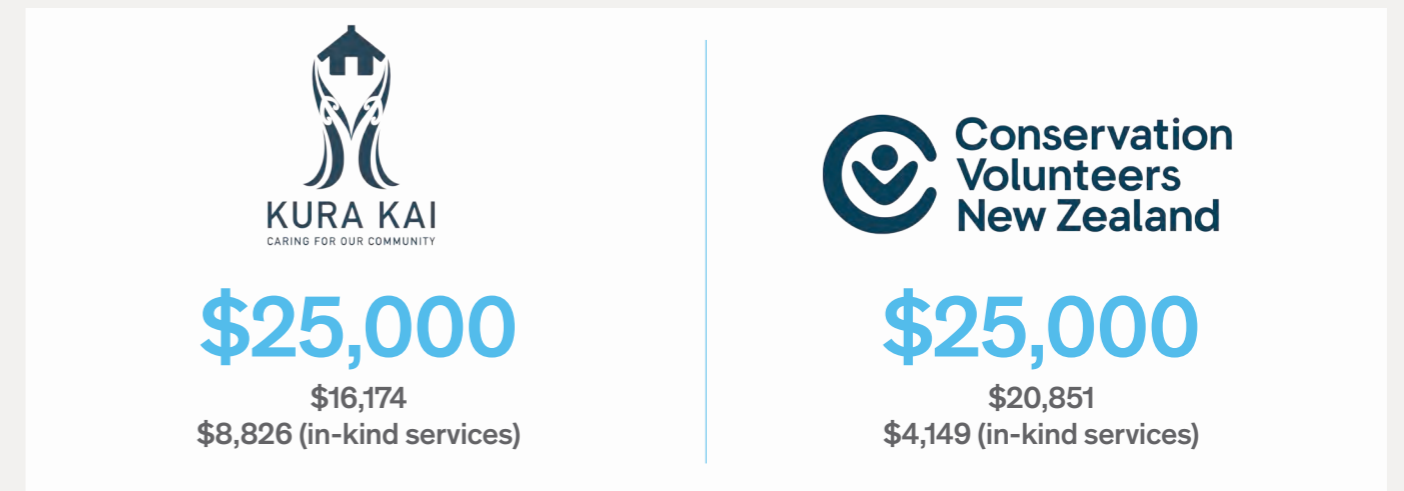 KURA KAI
CARING FOR OUR COMMUNITY
$25,000
$16,174
$8,826 (in-kind services)
Conservation
Volunteers
New Zealand
$25,000
$20,851
$4,149 (in-kind services)